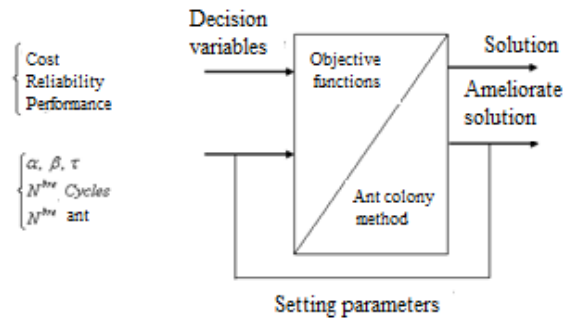 Decision
variables
Cost
Reliability
Performance
Objective
functions
Solution
Ameliorate
solution
α, β, τ
N^bre Cycles
N^bre ant
Ant colony
method
Setting parameters